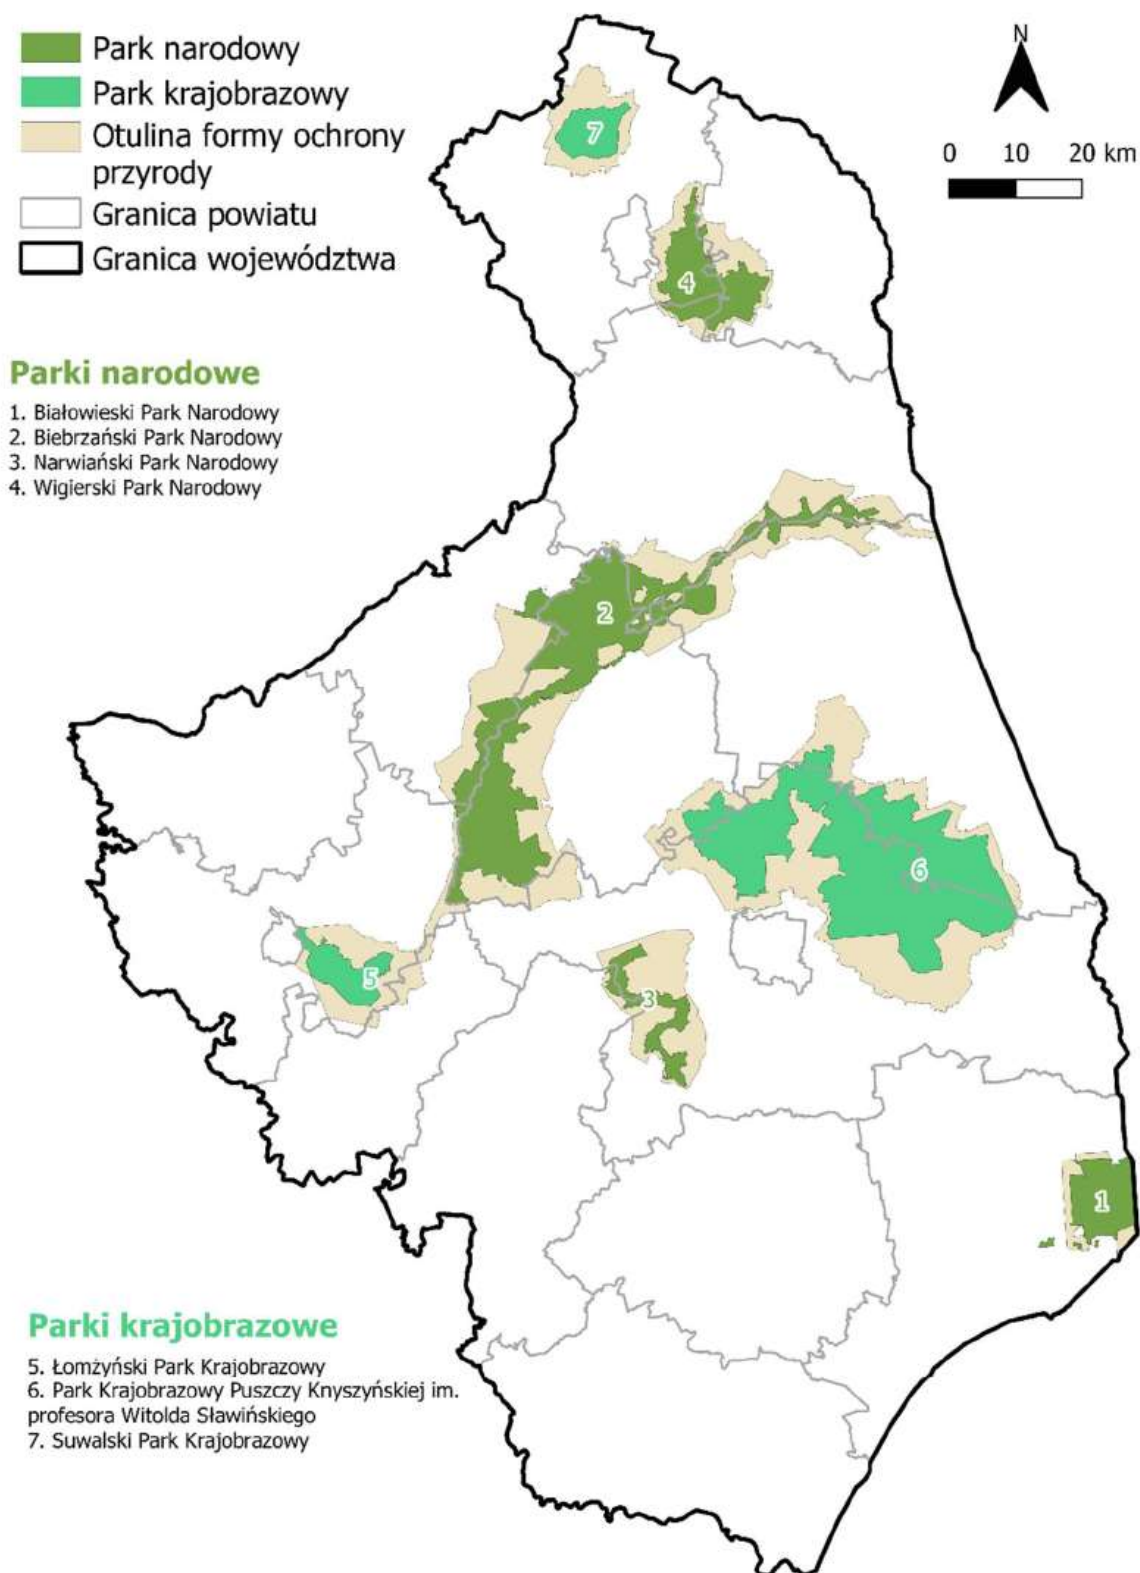 Park narodowy
Park krajobrazowy
Otulina formy ochrony
przyrody
Granica powiatu
Granica województwa
N
0 10 20 km
Parki narodowe
1. Białowieski Park Narodowy
2. Biebrzański Park Narodowy
3. Narwiański Park Narodowy
4. Wigierski Park Narodowy
7
4
2
6
5
3
1
Parki krajobrazowe
5. Łomżyński Park Krajobrazowy
6. Park Krajobrazowy Puszczy Knyszyńskiej im.
profesora Witolda Sławińskiego
7. Suwalski Park Krajobrazowy